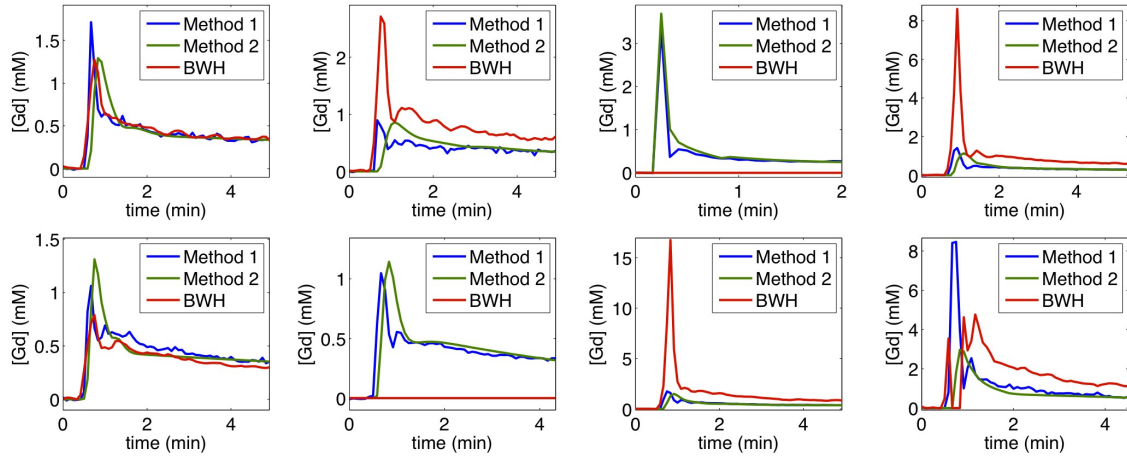 [Gd] (mM)
1.5
1
0.5
0
0 2 4
time (min)
Method 1
Method 2
BWH
[Gd] (mM)
2
1
0
0 2 4
time (min)
Method 1
Method 2
BWH
[Gd] (mM)
3
2
1
0
0 1 2
time (min)
Method 1
Method 2
BWH
[Gd] (mM)
8
6
4
2
0
0 2 4
time (min)
Method 1
Method 2
BWH
[Gd] (mM)
1.5
1
0.5
0
0 2 4
time (min)
Method 1
Method 2
BWH
[Gd] (mM)
1
0.5
0
0 2 4
time (min)
Method 1
Method 2
BWH
[Gd] (mM)
15
10
5
0
0 2 4
time (min)
Method 1
Method 2
BWH
[Gd] (mM)
8
6
4
2
0
0 2 4
time (min)
Method 1
Method 2
BWH